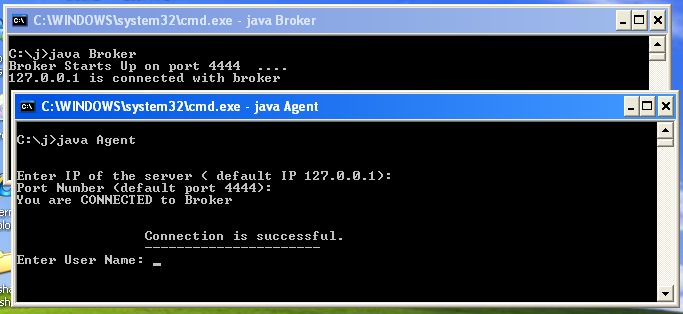 C:\WINDOWS\system32\cmd.exe - java Broker
C:\j>java Broker
Broker Starts Up on port 4444  ....
127.0.0.1 is connected with broker
C:\WINDOWS\system32\cmd.exe - java Agent
C:\j>java Agent
Enter IP of the server ( default IP 127.0.0.1):
Port Number (default port 4444):
You are CONNECTED to Broker
Connection is successful.
----------------------
Enter User Name: _